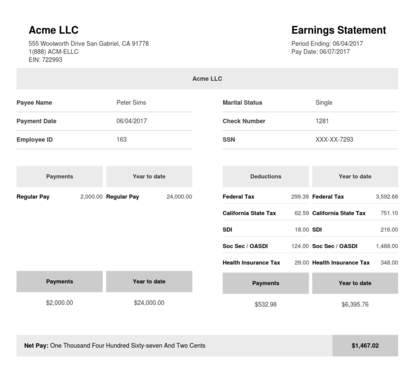 Acme LLC
Earnings Statement
555 Woolworth Drive San Gabriel, CA 91778
1(888) ACM-ELLC
EIN: 722993
Period Ending: 06/04/2017
Pay Date: 06/07/2017
Acme LLC
Payee Name Peter Sims Marital Status Single
Payment Date 06/04/2017 Check Number 1281
Employee ID 163 SSN XXX-XX-7293
Payments Year to date Deductions Year to date
Regular Pay 2,000.00 Regular Pay 24,000.00 Federal Tax 299.39 Federal Tax 3,592.68
California State Tax 62.59 California State Tax 751.10
SDI 18.00 SDI 216.00
Soc Sec / OASDI 124.00 Soc Sec / OASDI 1,488.00
Health Insurance Tax 29.00 Health Insurance Tax 348.00
Payments Year to date Payments Year to date
$2,000.00 $24,000.00 $532.98 $6,395.76
Net Pay: One Thousand Four Hundred Sixty-seven And Two Cents $1,467.02